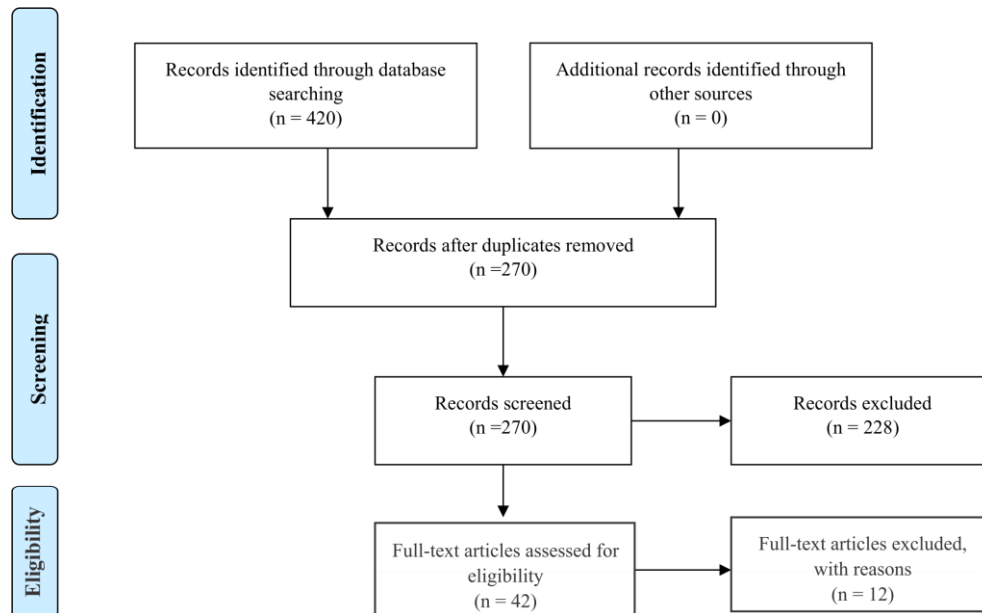 Identification
Records identified through database
searching
(n = 420)
Additional records identified through
other sources
(n = 0)
Records after duplicates removed
(n =270)
Screening
Records screened
(n =270)
Records excluded
(n = 228)
Eligibility
Full-text articles assessed for
eligibility
(n = 42)
Full-text articles excluded,
with reasons
(n = 12)